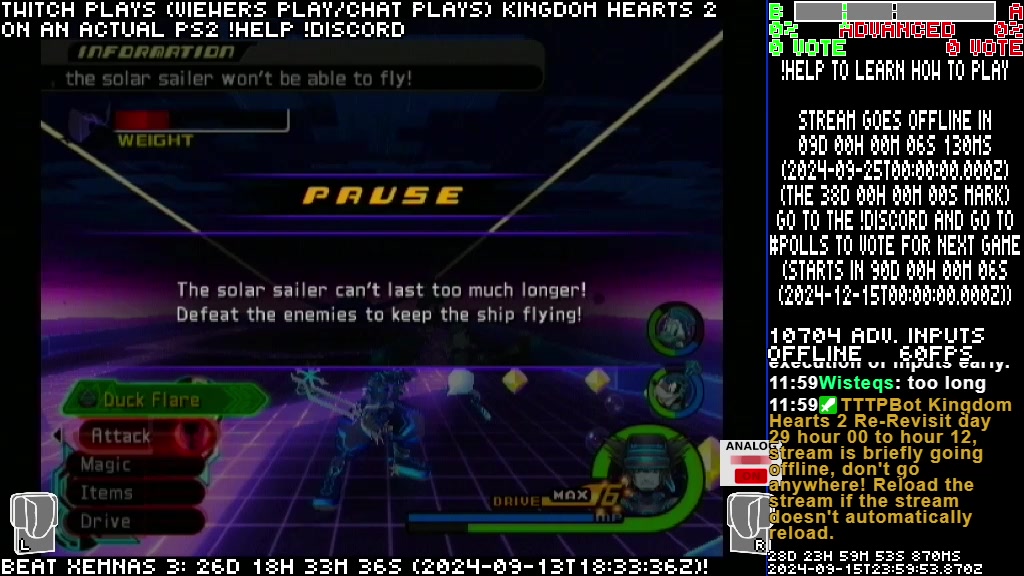 TWITCH PLAYS (VIEWERS PLAY/CHAT PLAYS) KINGDOM HEARTS 2
ON AN ACTUAL PS2 !HELP !DISCORD
INFORMATION
the solar sailer won't be able to fly!
WEIGHT
PAUSE
The solar sailer can't last too much longer!
Defeat the enemies to keep the ship flying!
Duck Flare
Attack
Magic
Items
Drive
DRIVE MAX
HP
L
R
ANALOG
BEAT XEMNAS 3: 26D 18H 33M 36S (2024-09-13T18:33:36Z)!
B A
0% ADVANCED 0%
0 VOTE 0 VOTE
!HELP TO LEARN HOW TO PLAY
STREAM GOES OFFLINE IN
09D 00H 00M 06S 130MS
(2024-09-25T00:00:00.000Z)
(THE 38D 00H 00M 00S MARK)
GO TO THE !DISCORD AND GO TO
#POLLS TO VOTE FOR NEXT GAME
(STARTS IN 90D 00H 00M 06S
(2024-12-15T00:00:00.000Z))
10704 ADV. INPUTS
OFFLINE 60FPS
execution of inputs early.
11:59 Wisteqs: too long
11:59 TTTPBot Kingdom
Hearts 2 Re-Revisit day
29 hour 00 to hour 12,
stream is briefly going
offline, don't go
anywhere! Reload the
stream if the stream
doesn't automatically
reload.
28D 23H 59M 53S 870MS
2024-09-15T23:59:53.870Z